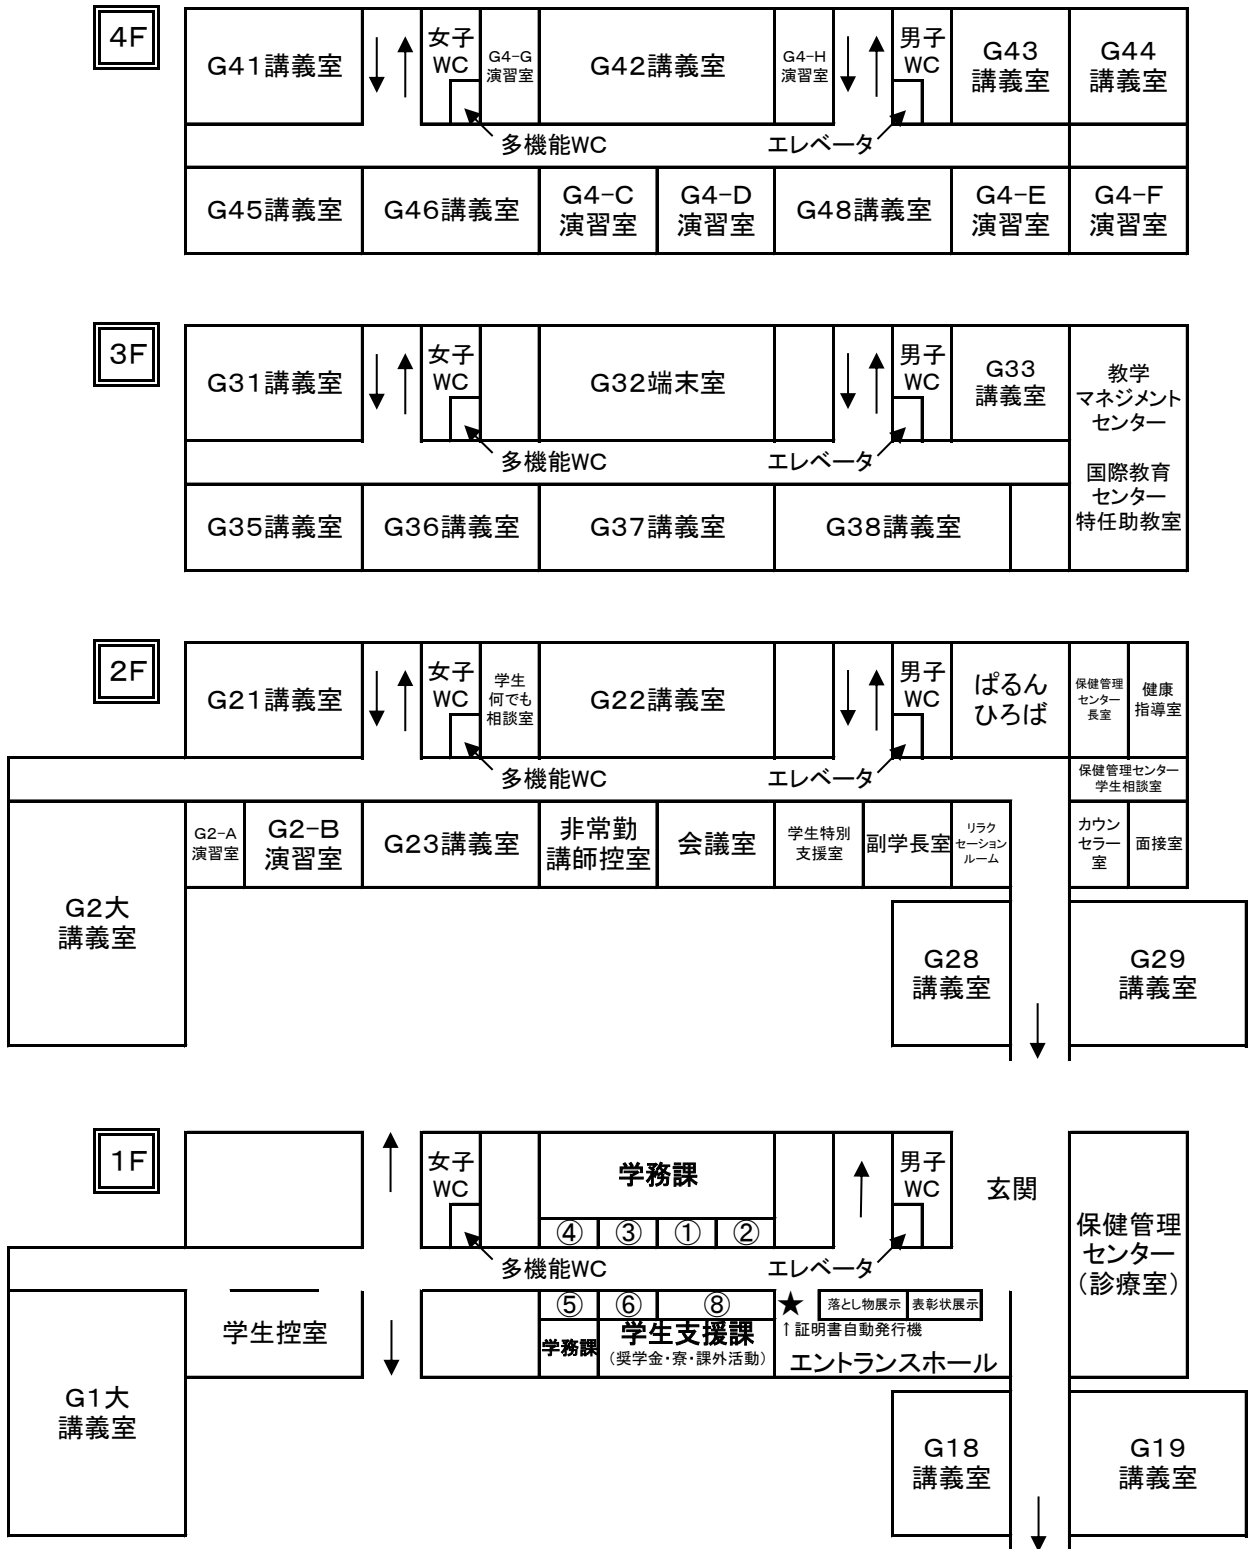 4F
G41講義室
女子
WC
G4-G
演習室
G42講義室
G4-H
演習室
男子
WC
G43
講義室
G44
講義室
多機能WC
エレベータ
G45講義室
G46講義室
G4-C
演習室
G4-D
演習室
G48講義室
G4-E
演習室
G4-F
演習室
3F
G31講義室
女子
WC
G32端末室
男子
WC
G33
講義室
教学
マネジメント
センター
国際教育
センター
特任助教室
多機能WC
エレベータ
G35講義室
G36講義室
G37講義室
G38講義室
2F
G21講義室
女子
WC
学生
何でも
相談室
G22講義室
男子
WC
ぱるん
ひろば
保健管理
センター
長室
健康
指導室
多機能WC
エレベータ
保健管理センター
学生相談室
G2大
講義室
G2-A
演習室
G2-B
演習室
G23講義室
非常勤
講師控室
会議室
学生特別
支援室
副学長室
リラク
セーション
ルーム
カウン
セラー
室
面接室
G28
講義室
G29
講義室
1F
女子
WC
学務課
④
③
①
②
男子
WC
玄関
保健管理
センター
（診療室）
多機能WC
エレベータ
G1大
講義室
学生控室
⑤
⑥
⑧
学務課
学生支援課
（奨学金・寮・課外活動）
★
落とし物展示
表彰状展示
↑証明書自動発行機
エントランスホール
G18
講義室
G19
講義室